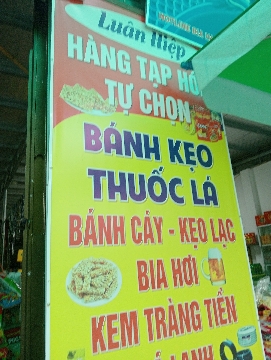 Luân Hiệp
HÀNG TẠP HÓ
TỰ CHỌN
BÁNH KẸO
THUỐC LÁ
BÁNH CÁY - KẸO LẠC
BIA HƠI
KEM TRÀNG TIỀN